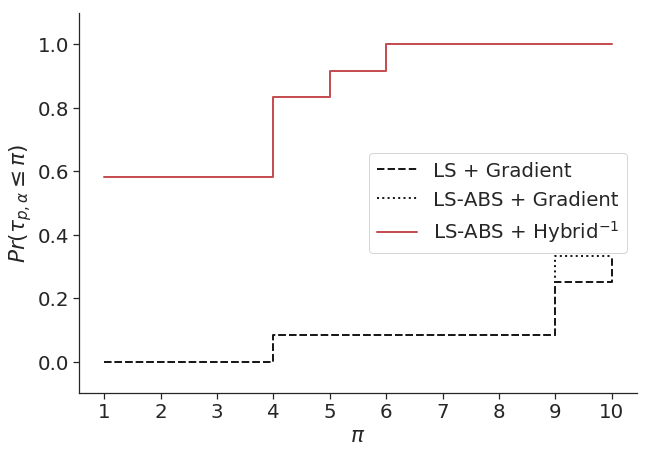 1.0
0.8
0.6
0.4
0.2
0.0
Pr(τ_{p,α} ≤ π)
LS + Gradient
LS-ABS + Gradient
LS-ABS + Hybrid⁻¹
1 2 3 4 5 6 7 8 9 10
π